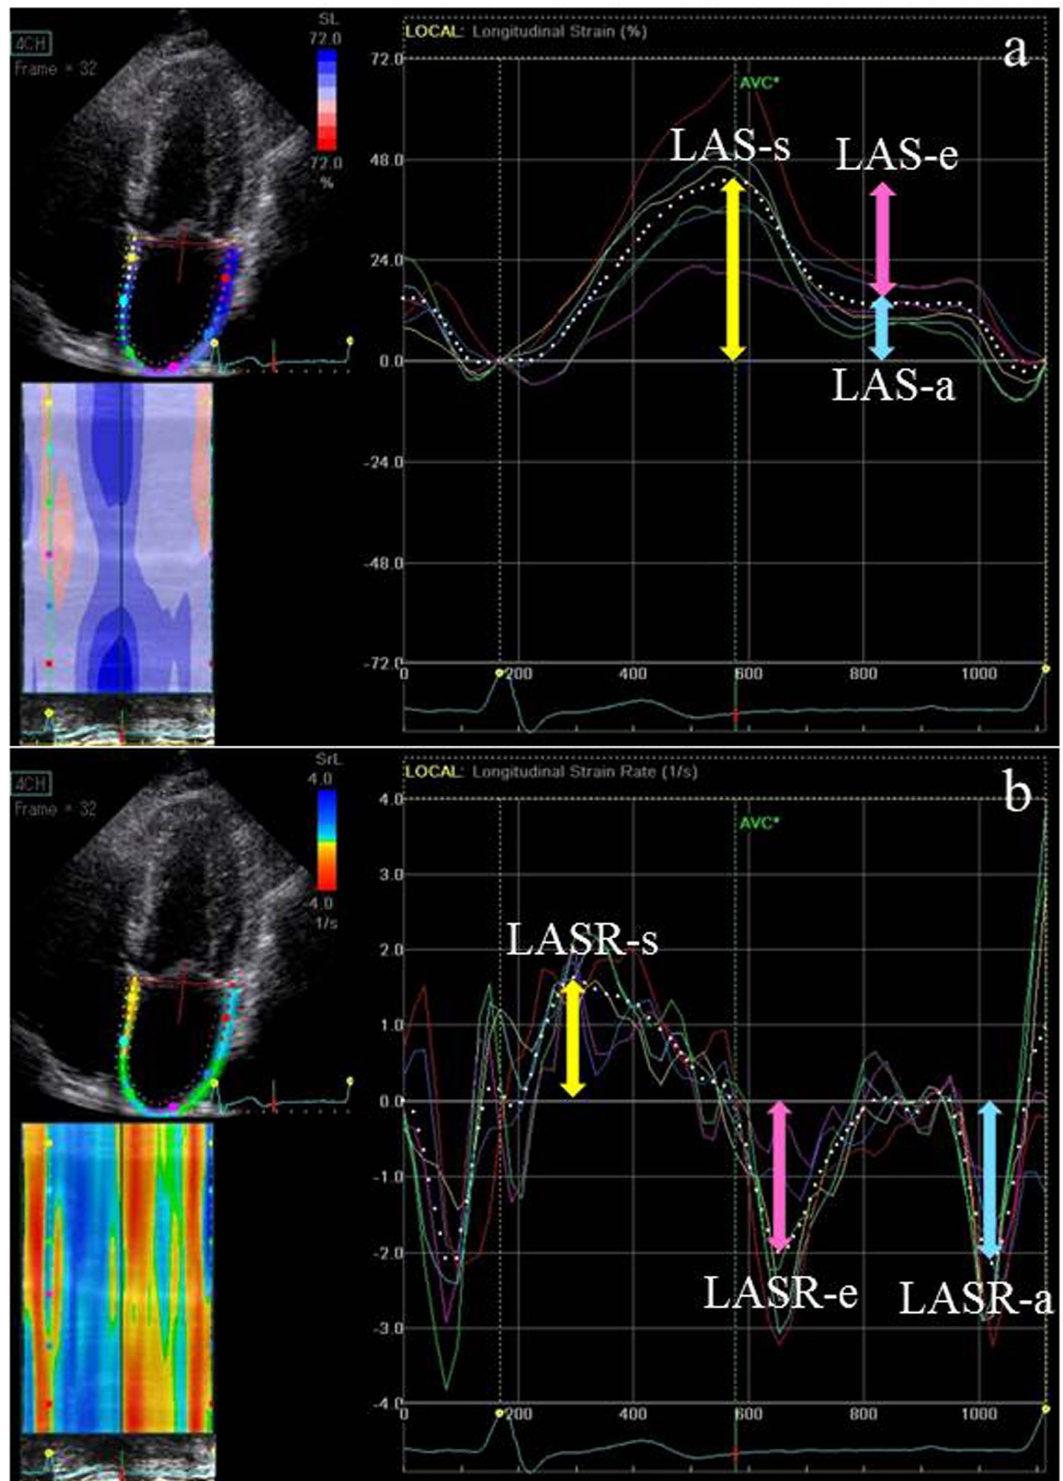 SL
72.0
4CH
Frame = 32
72.0
%
LOCAL: Longitudinal Strain (%)
a
72.0
AVC*
LAS-s
LAS-e
48.0
24.0
0.0
LAS-a
-24.0
-48.0
-72.0
0
200
400
600
800
1000
SrL
4.0
4CH
Frame = 32
-4.0
1/s
LOCAL: Longitudinal Strain Rate (1/s)
b
4.0
AVC*
3.0
LASR-s
2.0
1.0
0.0
-1.0
-2.0
LASR-e
LASR-a
-3.0
-4.0
0
200
400
600
800
1000